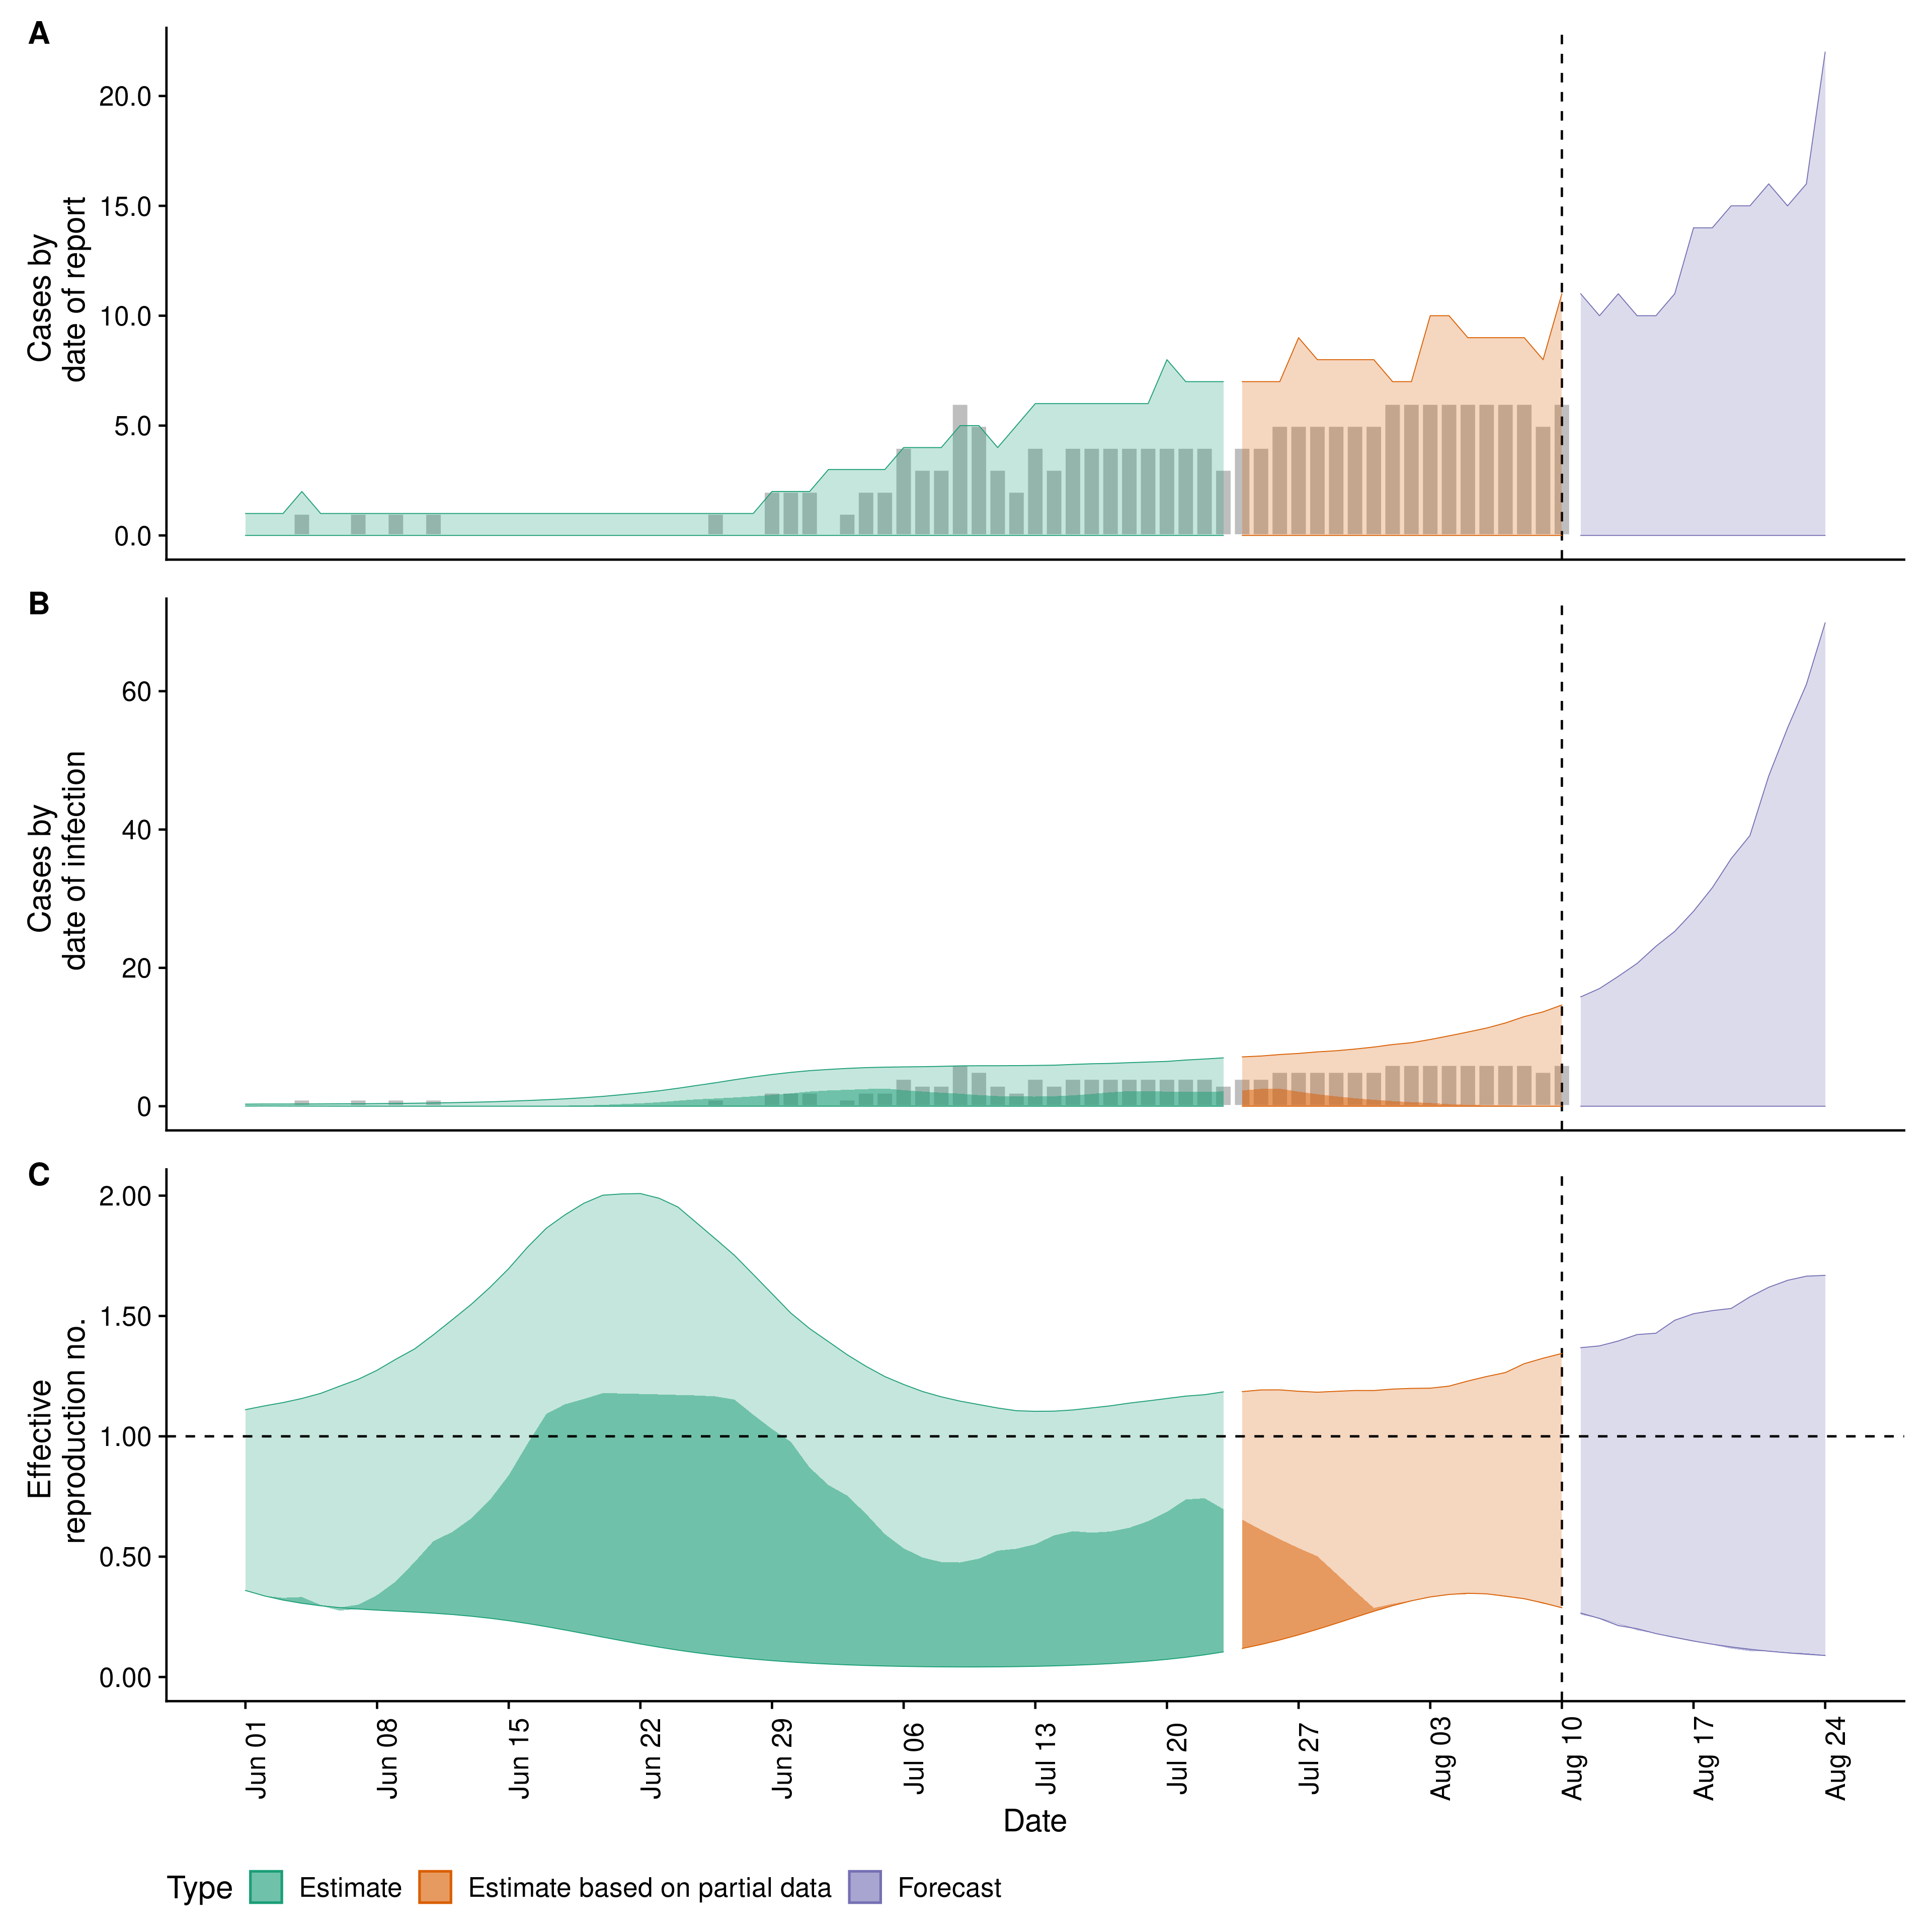 A
Cases by
date of report
20.0
15.0
10.0
5.0
0.0
B
Cases by
date of infection
60
40
20
0
C
Effective
reproduction no.
2.00
1.50
1.00
0.50
0.00
Jun 01
Jun 08
Jun 15
Jun 22
Jun 29
Jul 06
Jul 13
Jul 20
Jul 27
Aug 03
Aug 10
Aug 17
Aug 24
Date
Type Estimate Estimate based on partial data Forecast